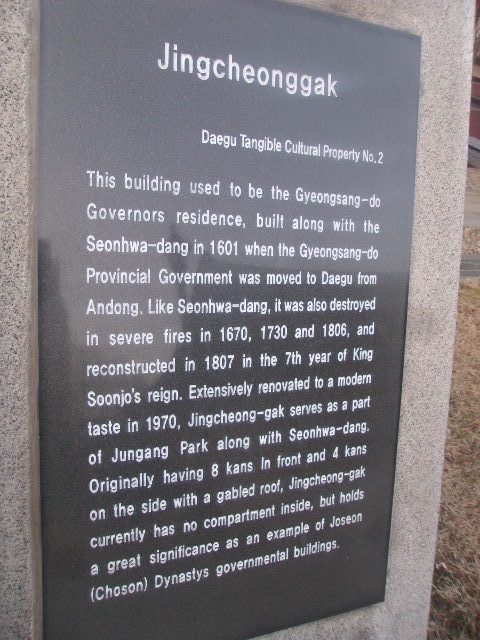 Jingcheonggak
Daegu Tangible Cultural Property No. 2
This building used to be the Gyeongsang-do
Governors residence, built along with the
Seonhwa-dang in 1601 when the Gyeongsang-do
Provincial Government was moved to Daegu from
Andong. Like Seonhwa-dang, it was also destroyed
in severe fires in 1670, 1730 and 1806, and
reconstructed in 1807 in the 7th year of King
Soonjo's reign. Extensively renovated to a modern
taste in 1970, Jingcheong-gak serves as a part
of Jungang Park along with Seonhwa-dang.
Originally having 8 kans In front and 4 kans
on the side with a gabled roof, Jingcheong-gak
currently has no compartment inside, but holds
a great significance as an example of Joseon
(Choson) Dynastys governmental buildings.